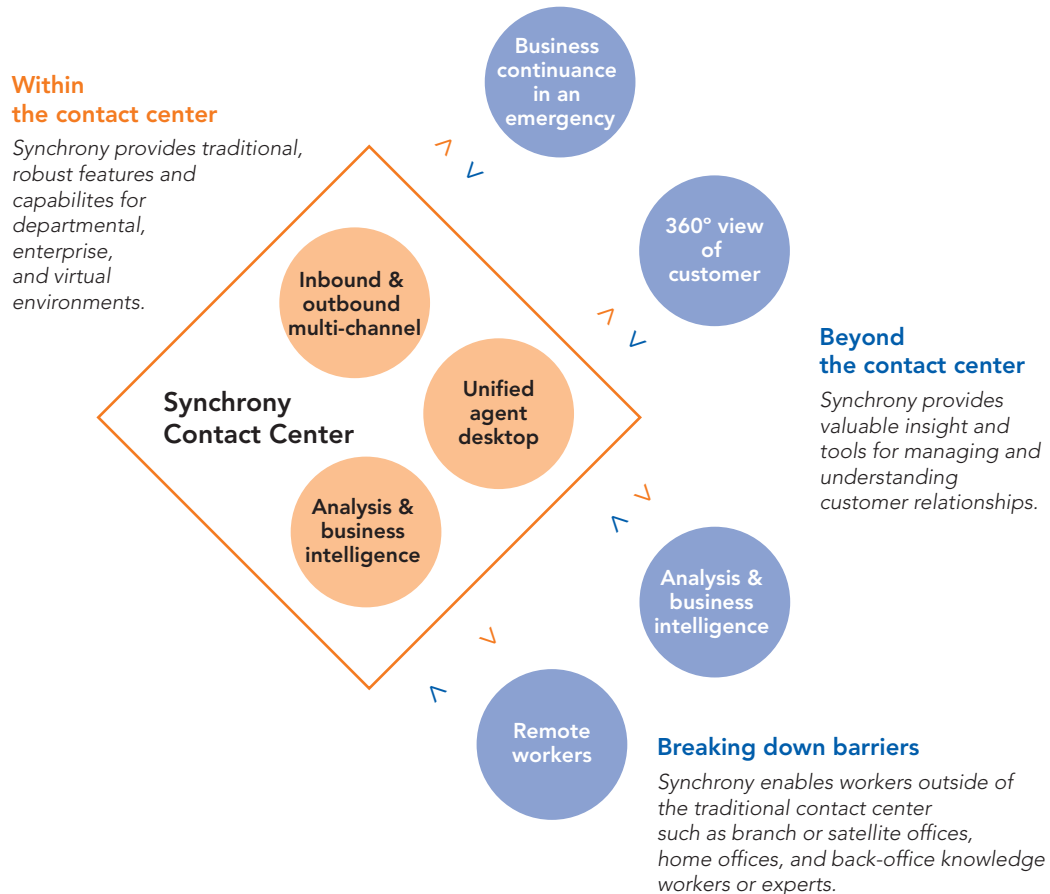 Business
continuance
in an
emergency
Within
the contact center
Synchrony provides traditional,
robust features and
capabilites for
departmental,
enterprise,
and virtual
environments.
360° view
of
customer
Inbound &
outbound
multi-channel
Beyond
the contact center
Synchrony provides
valuable insight and
tools for managing and
understanding
customer relationships.
Unified
agent
desktop
Synchrony
Contact Center
Analysis &
business
intelligence
Analysis &
business
intelligence
Remote
workers
Breaking down barriers
Synchrony enables workers outside of
the traditional contact center
such as branch or satellite offices,
home offices, and back-office knowledge
workers or experts.